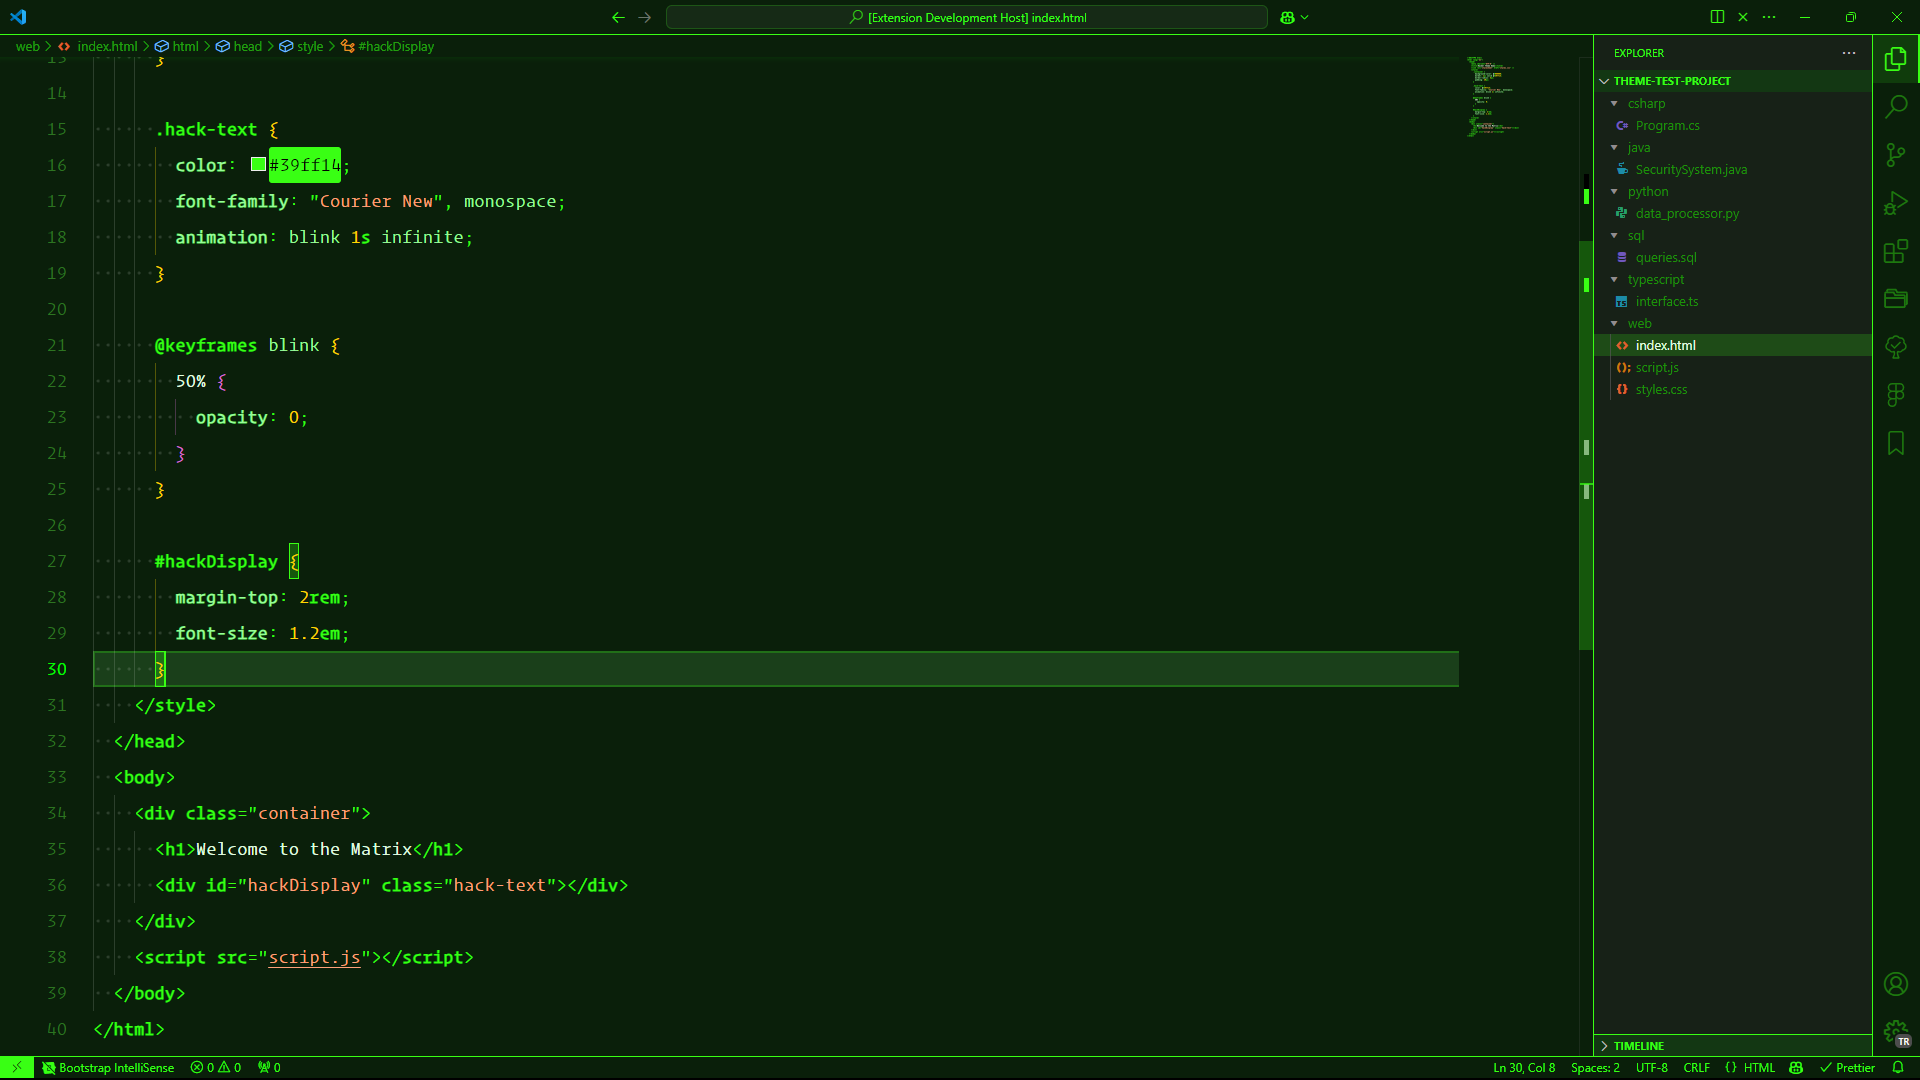 [Extension Development Host] index.html
web > index.html > html > head > style > #hackDisplay
13 }
14
15 .hack-text {
16 color: #39ff14;
17 font-family: "Courier New", monospace;
18 animation: blink 1s infinite;
19 }
20
21 @keyframes blink {
22 50% {
23 opacity: 0;
24 }
25 }
26
27 #hackDisplay {
28 margin-top: 2rem;
29 font-size: 1.2em;
30 }
31 </style>
32 </head>
33 <body>
34 <div class="container">
35 <h1>Welcome to the Matrix</h1>
36 <div id="hackDisplay" class="hack-text"></div>
37 </div>
38 <script src="script.js"></script>
39 </body>
40 </html>
EXPLORER
THEME-TEST-PROJECT
csharp
C# Program.cs
java
SecuritySystem.java
python
data_processor.py
sql
queries.sql
typescript
TS interface.ts
web
<> index.html
(); script.js
{} styles.css
TIMELINE
TR
Bootstrap IntelliSense 0 0 0
Ln 30, Col 8 Spaces: 2 UTF-8 CRLF {} HTML Prettier